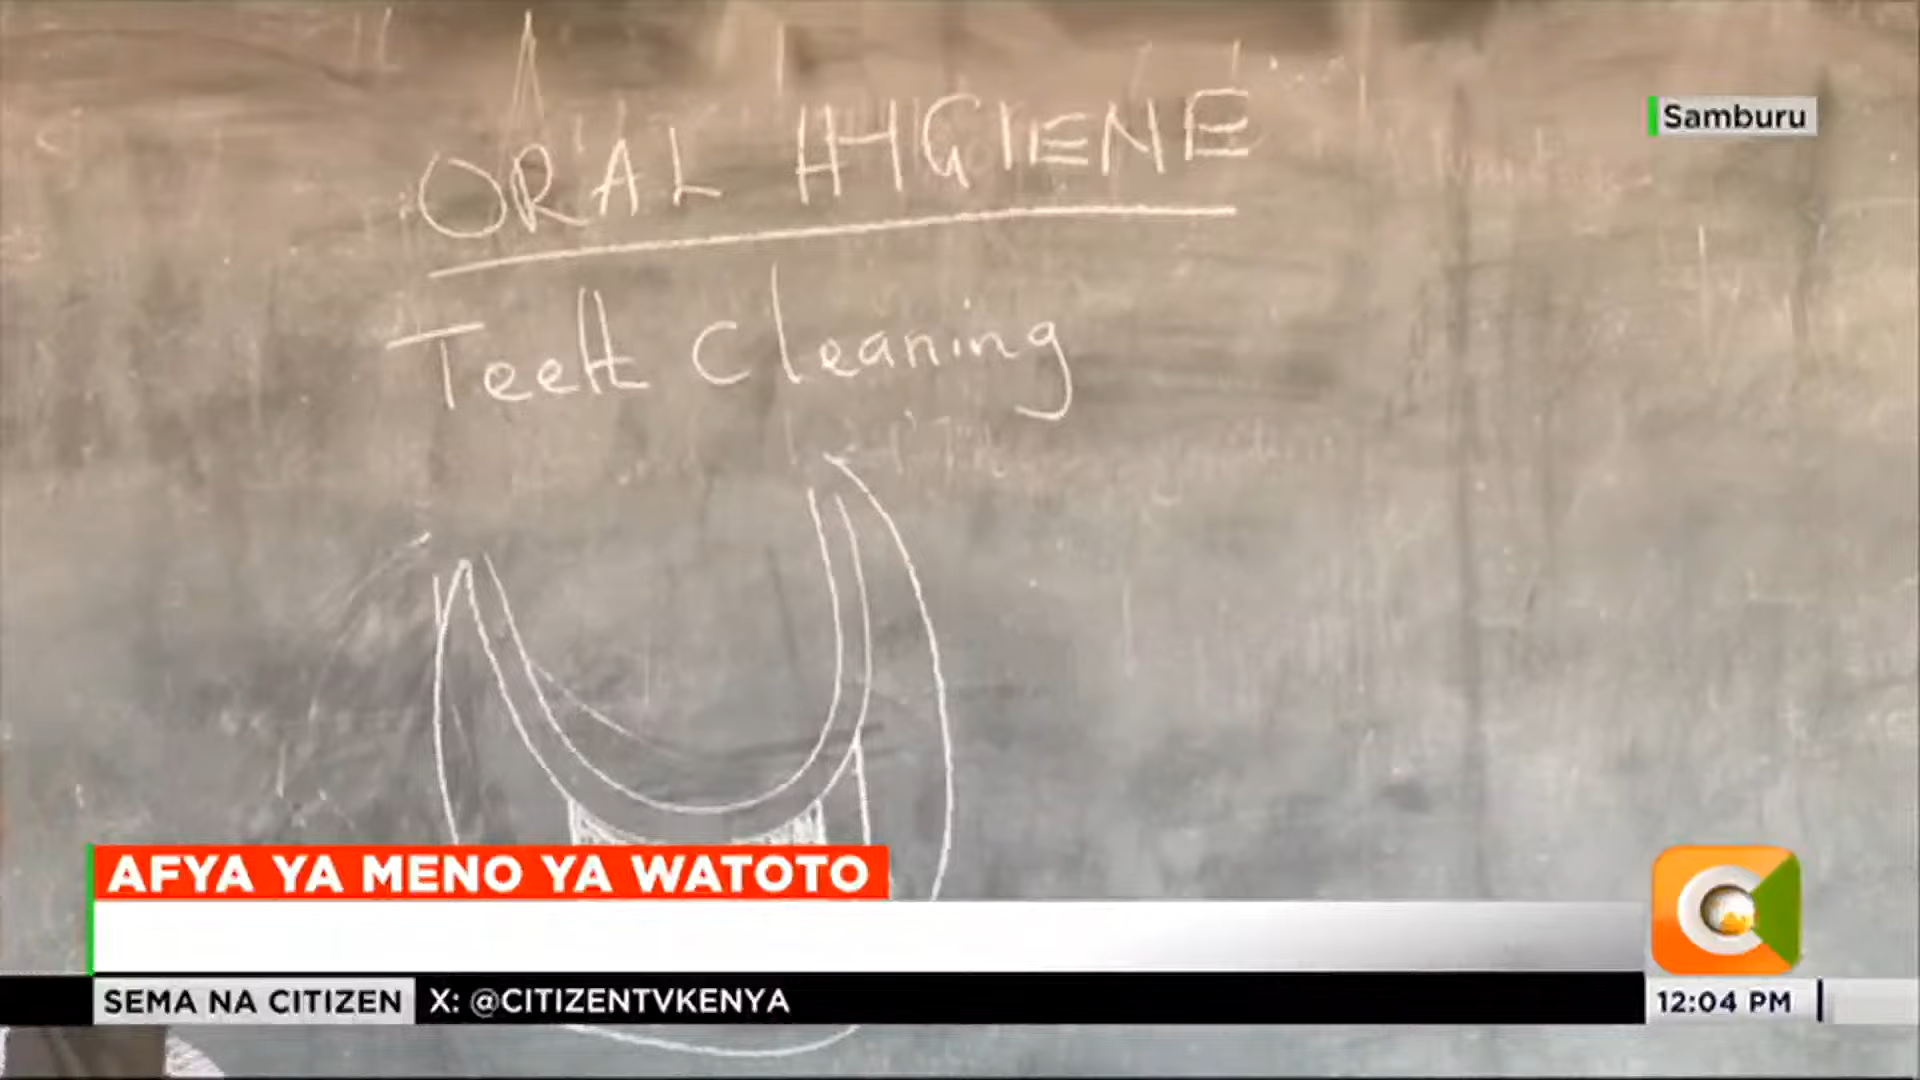 Samburu
ORAL HYGIENE
Teeth Cleaning
AFYA YA MENO YA WATOTO
SEMA NA CITIZEN X: @CITIZENTVKENYA
12:04 PM